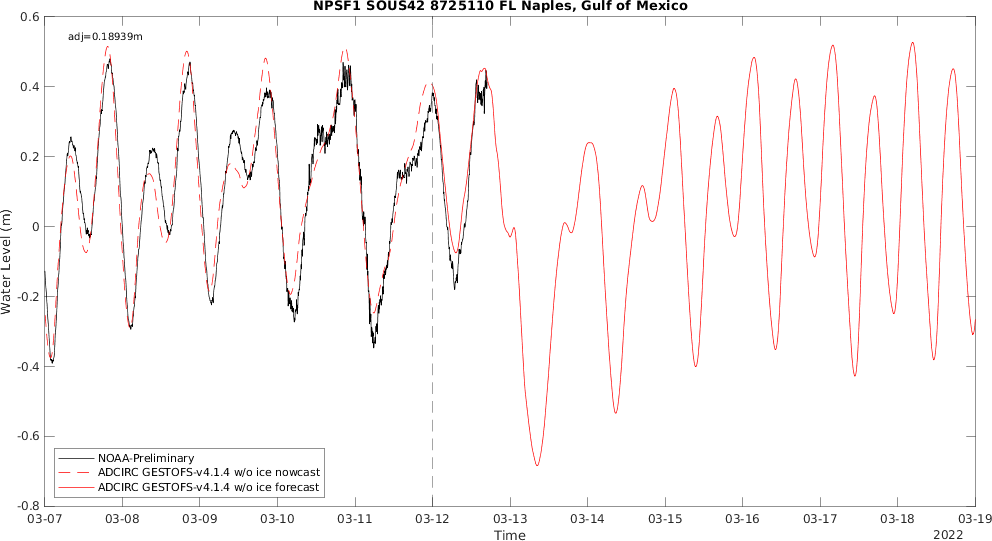 NPSF1 SOUS42 8725110 FL Naples, Gulf of Mexico
adj=0.18939m
0.6
0.4
0.2
0
-0.2
-0.4
-0.6
-0.8
Water Level (m)
NOAA-Preliminary
ADCIRC GESTOFS-v4.1.4 w/o ice nowcast
ADCIRC GESTOFS-v4.1.4 w/o ice forecast
03-07 03-08 03-09 03-10 03-11 03-12 03-13 03-14 03-15 03-16 03-17 03-18 03-19
Time
2022